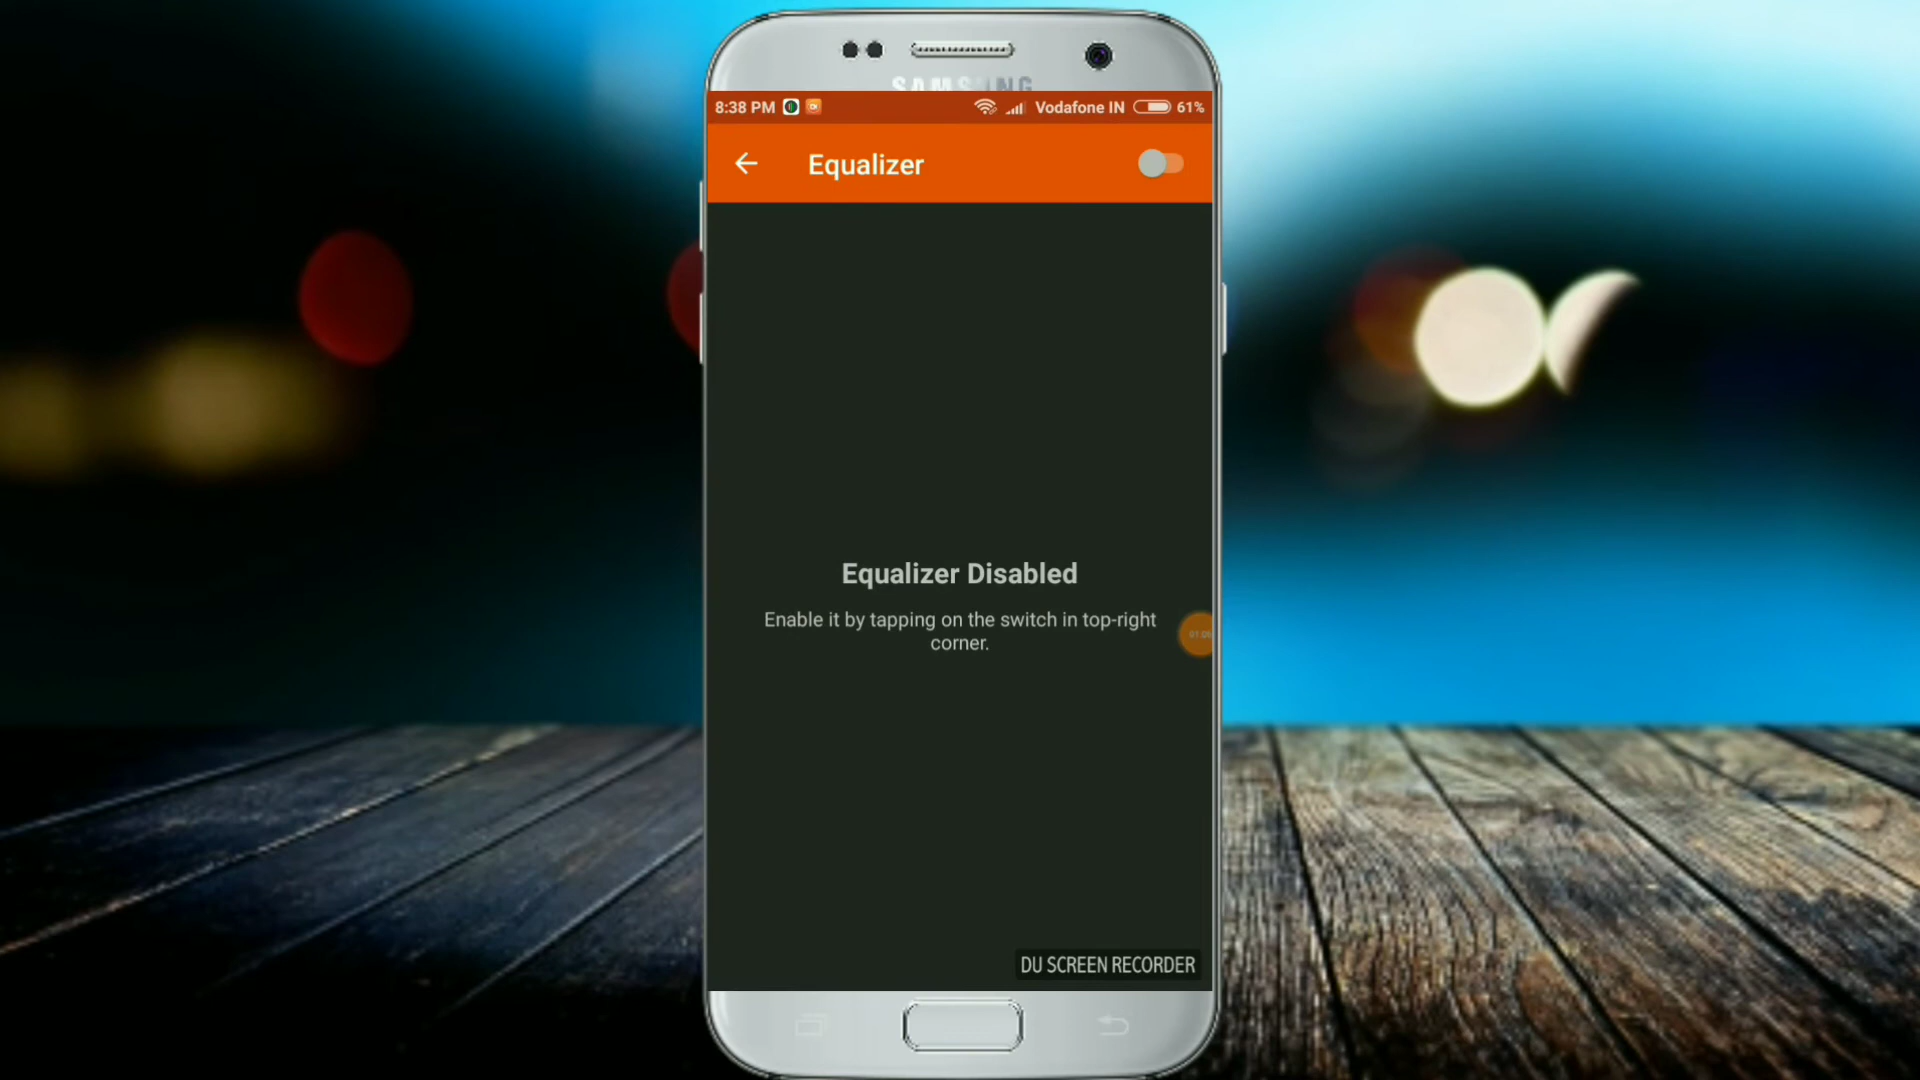 SAMSUNG
8:38 PM
Vodafone IN
61%
Equalizer
Equalizer Disabled
Enable it by tapping on the switch in top-right
corner.
DU SCREEN RECORDER